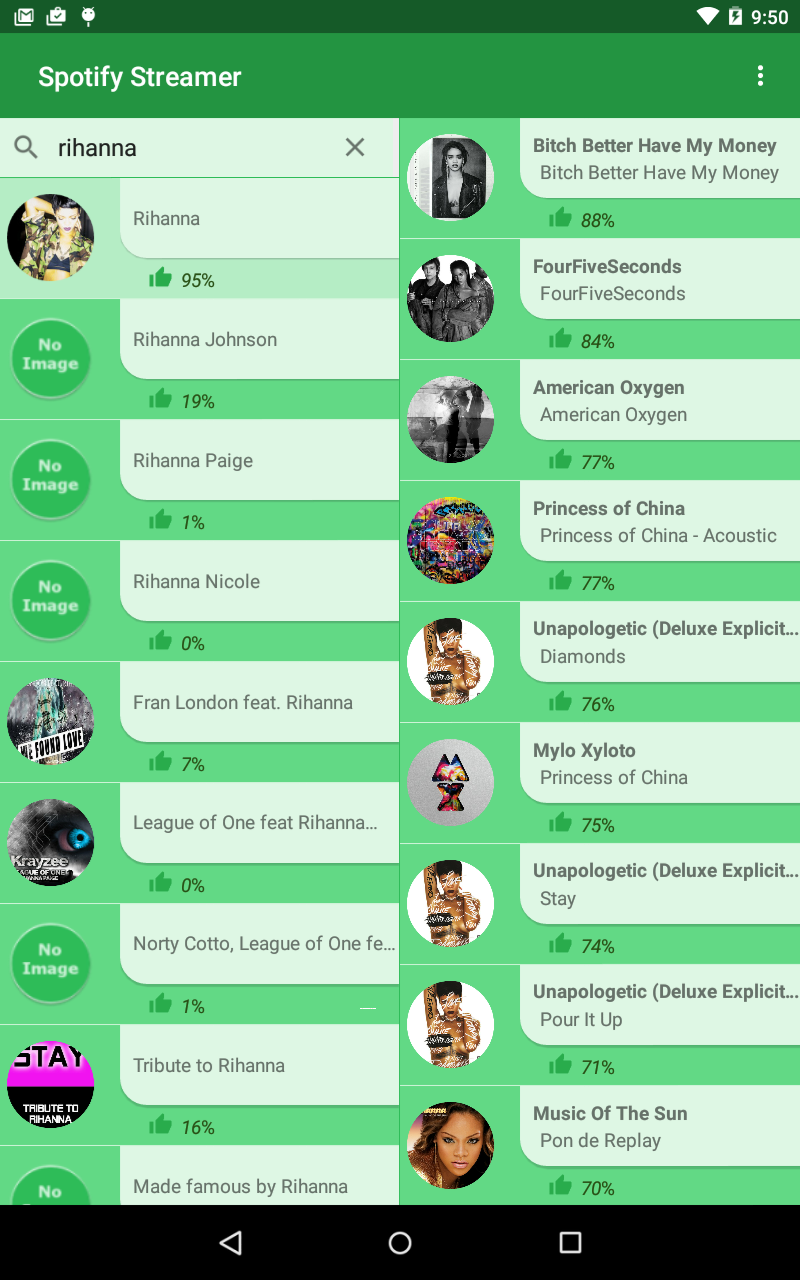 9:50
Spotify Streamer
rihanna
Rihanna
95%
No
Image
Rihanna Johnson
19%
No
Image
Rihanna Paige
1%
No
Image
Rihanna Nicole
0%
WE FOUND LOVE
Fran London feat. Rihanna
7%
Krayzee
League of One feat Rihanna...
0%
No
Image
Norty Cotto, League of One fe...
1%
STAY
TRIBUTE TO
RIHANNA
Tribute to Rihanna
16%
No
Made famous by Rihanna
Bitch Better Have My Money
Bitch Better Have My Money
88%
FourFiveSeconds
FourFiveSeconds
84%
American Oxygen
American Oxygen
77%
Princess of China
Princess of China - Acoustic
77%
Unapologetic (Deluxe Explicit...
Diamonds
76%
Mylo Xyloto
Princess of China
75%
Unapologetic (Deluxe Explicit...
Stay
74%
Unapologetic (Deluxe Explicit...
Pour It Up
71%
Music Of The Sun
Pon de Replay
70%